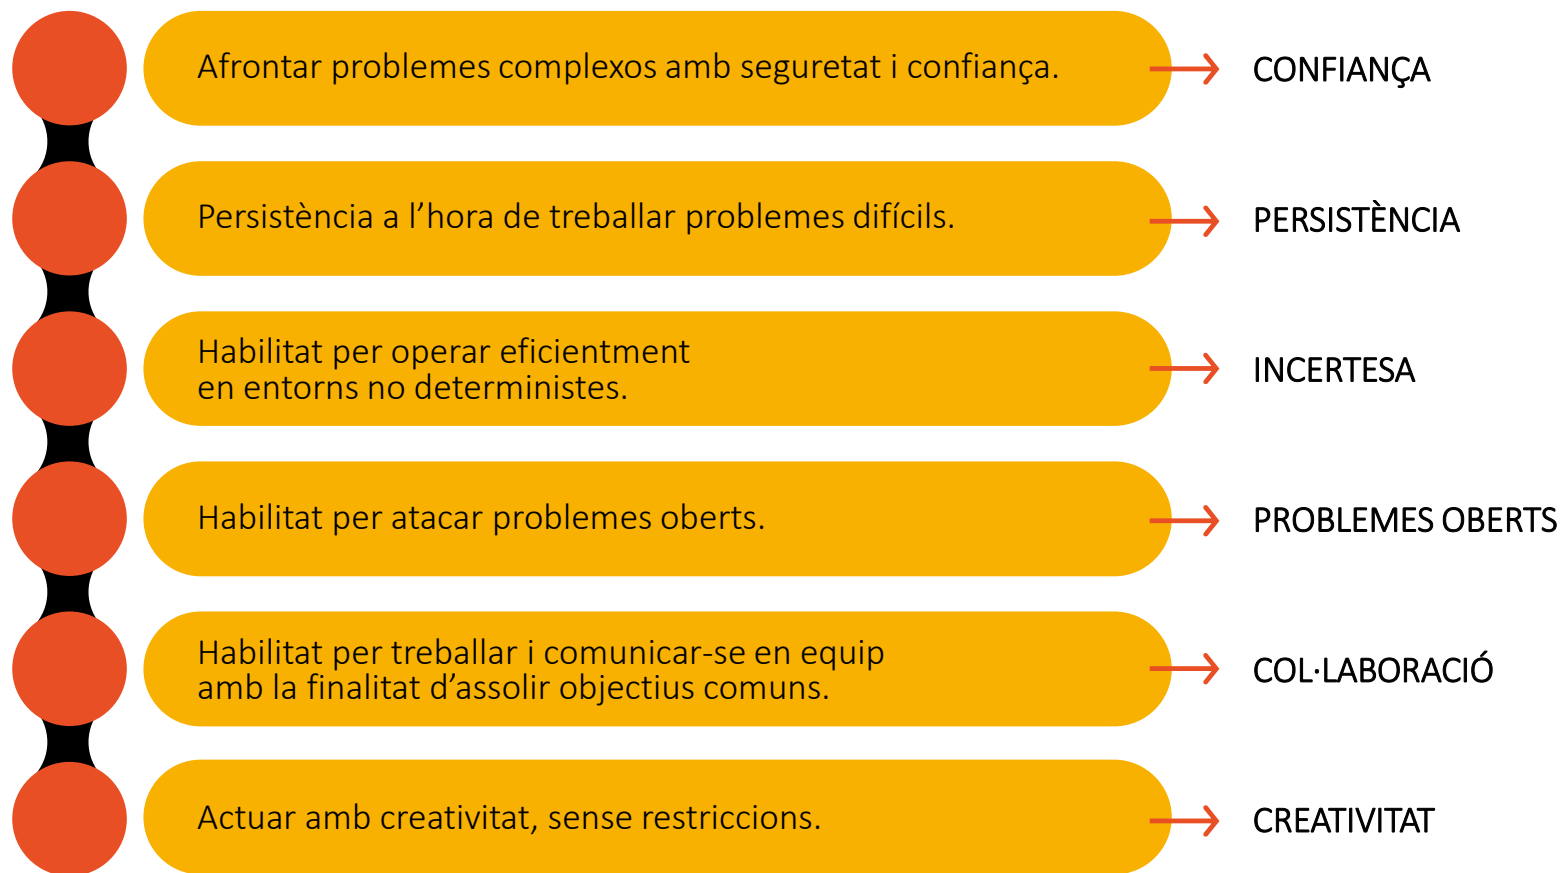 Afrontar problemes complexos amb seguretat i confiança.
CONFIANÇA
Persistència a l’hora de treballar problemes difícils.
PERSISTÈNCIA
Habilitat per operar eficientment
en entorns no deterministes.
INCERTESA
Habilitat per atacar problemes oberts.
PROBLEMES OBERTS
Habilitat per treballar i comunicar-se en equip
amb la finalitat d’assolir objectius comuns.
COL·LABORACIÓ
Actuar amb creativitat, sense restriccions.
CREATIVITAT